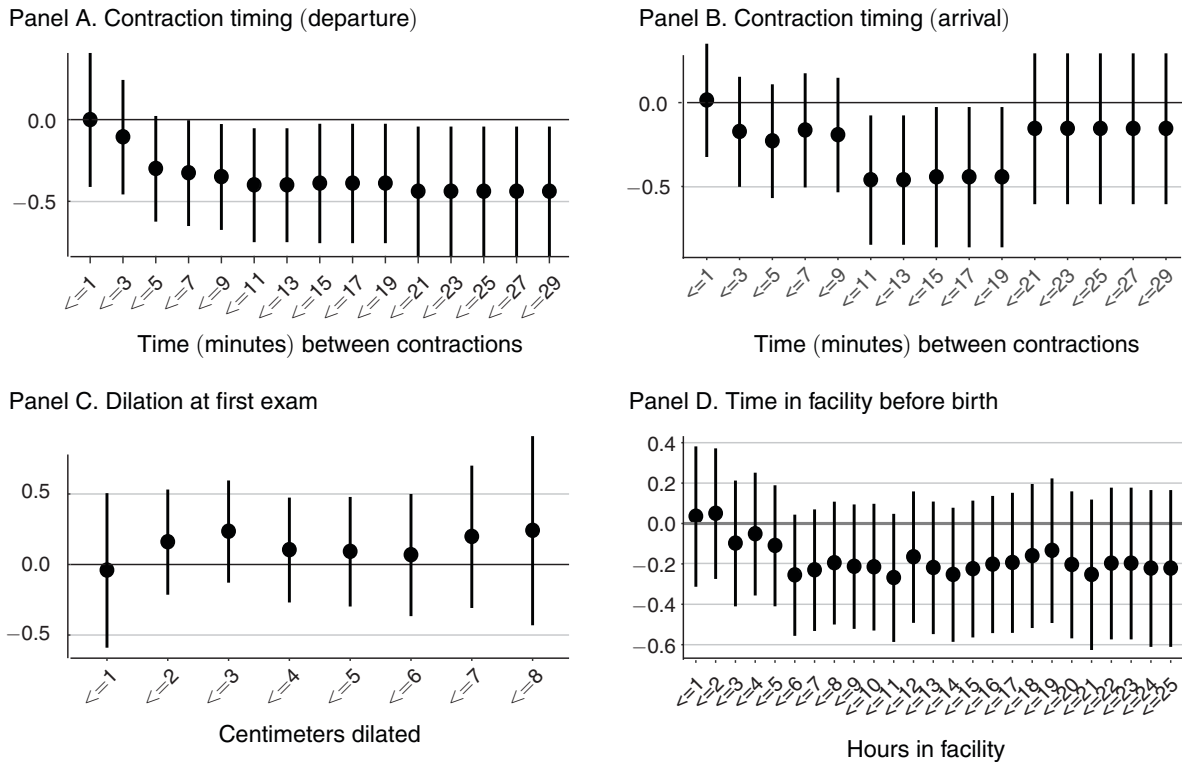 Panel A. Contraction timing (departure)
0.0
−0.5
<=1 <=3 <=5 <=7 <=9 <=11 <=13 <=15 <=17 <=19 <=21 <=23 <=25 <=27 <=29
Time (minutes) between contractions
Panel B. Contraction timing (arrival)
0.0
−0.5
<=1 <=3 <=5 <=7 <=9 <=11 <=13 <=15 <=17 <=19 <=21 <=23 <=25 <=27 <=29
Time (minutes) between contractions
Panel C. Dilation at first exam
0.5
0.0
−0.5
<=1 <=2 <=3 <=4 <=5 <=6 <=7 <=8
Centimeters dilated
Panel D. Time in facility before birth
0.4
0.2
0.0
−0.2
−0.4
−0.6
<=1 <=2 <=3 <=4 <=5 <=6 <=7 <=8 <=9 <=10 <=11 <=12 <=13 <=14 <=15 <=16 <=17 <=18 <=19 <=20 <=21 <=22 <=23 <=24 <=25
Hours in facility